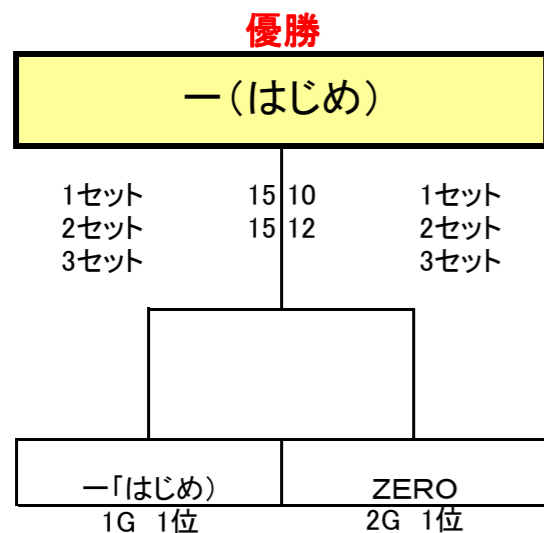 優勝
一(はじめ)
1セット 15 10 1セット
2セット 15 12 2セット
3セット 3セット
一「はじめ) ZERO
1G 1位 2G 1位